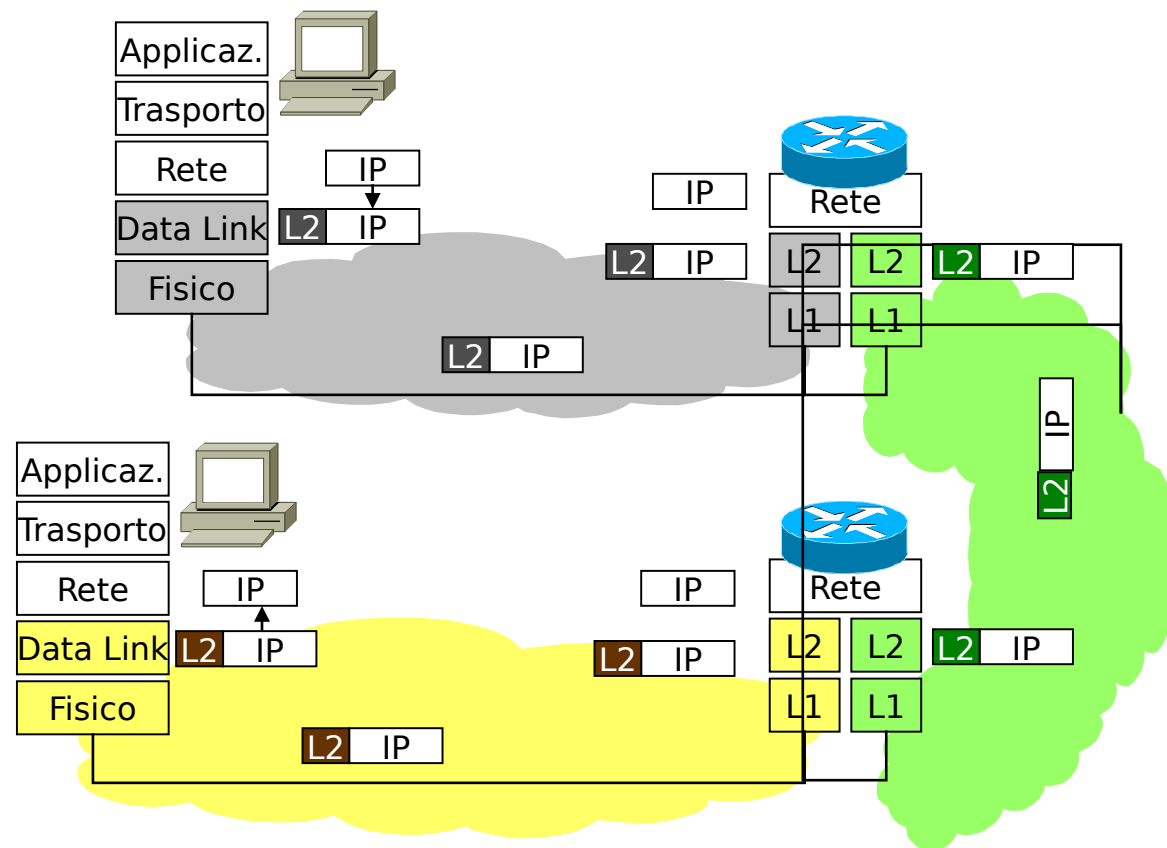 Applicaz.
Trasporto
Rete
IP
IP
Rete
Data Link
L2 IP
L2 IP
L2
L2
L2 IP
Fisico
L1
L1
L2 IP
IP
L2
Applicaz.
Trasporto
Rete
IP
IP
Rete
Data Link
L2 IP
L2 IP
L2
L2
L2 IP
Fisico
L1
L1
L2 IP